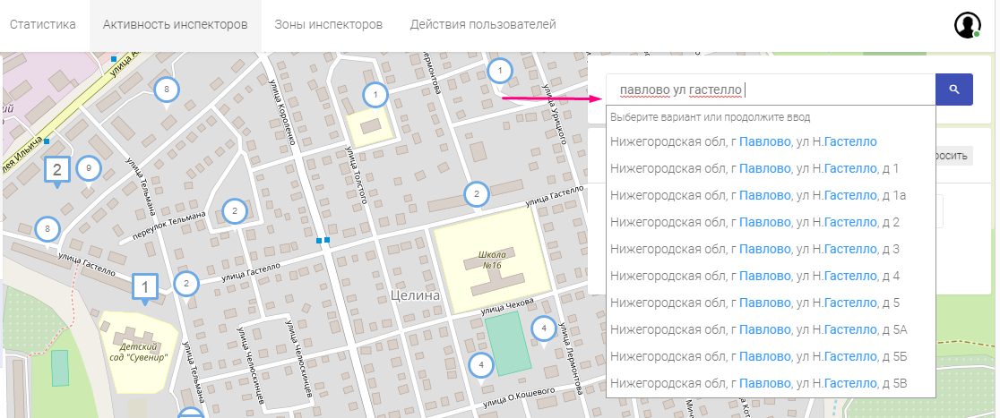 Статистика
Активность инспекторов
Зоны инспекторов
Действия пользователей
павлово ул гастелло
Выберите вариант или продолжите ввод
Нижегородская обл, г Павлово, ул Н.Гастелло
Нижегородская обл, г Павлово, ул Н.Гастелло, д 1
Нижегородская обл, г Павлово, ул Н.Гастелло, д 1а
Нижегородская обл, г Павлово, ул Н.Гастелло, д 2
Нижегородская обл, г Павлово, ул Н.Гастелло, д 3
Нижегородская обл, г Павлово, ул Н.Гастелло, д 4
Нижегородская обл, г Павлово, ул Н.Гастелло, д 5
Нижегородская обл, г Павлово, ул Н.Гастелло, д 5А
Нижегородская обл, г Павлово, ул Н.Гастелло, д 5Б
Нижегородская обл, г Павлово, ул Н.Гастелло, д 5В
росить
8
1
1
2
9
2
2
8
1
2
4
4
лея Ильича
улица
дский
ад
улица Короленко
Лермонтова
улица Урицкого
улица Тельмана
улица Толстого
переулок Тельмана
улица Гастелло
улица Гастелло
улица Гастелло
Школа
№16
Целина
улица Чехова
Детский
сад "Сувенир"
улица Тельмана
улица Челюскинцев
улица Челюскинцев
улица Лермонтова
улица О.Кошевого